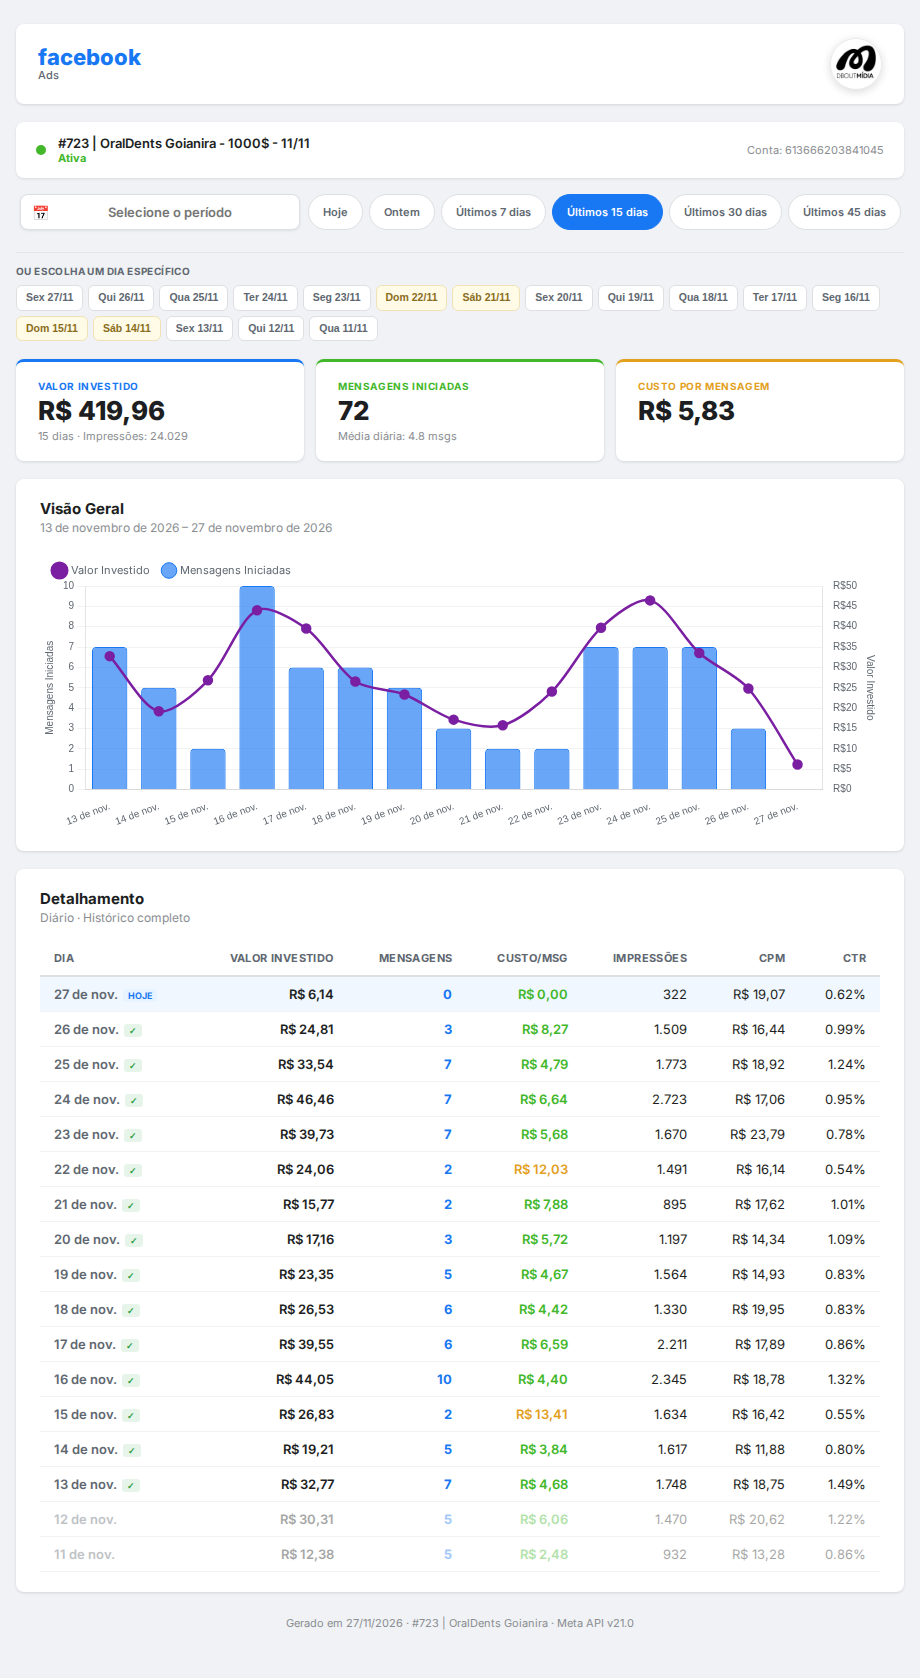 facebook
Ads
DBOUTMÍDIA
#723 | OralDents Goianira - 1000$ - 11/11
Ativa
Conta: 613666203841045
Selecione o período
Hoje
Ontem
Últimos 7 dias
Últimos 15 dias
Últimos 30 dias
Últimos 45 dias
OU ESCOLHA UM DIA ESPECÍFICO
Sex 27/11 Qui 26/11 Qua 25/11 Ter 24/11 Seg 23/11 Dom 22/11 Sáb 21/11 Sex 20/11 Qui 19/11 Qua 18/11 Ter 17/11 Seg 16/11
Dom 15/11 Sáb 14/11 Sex 13/11 Qui 12/11 Qua 11/11
VALOR INVESTIDO
R$ 419,96
15 dias · Impressões: 24.029
MENSAGENS INICIADAS
72
Média diária: 4.8 msgs
CUSTO POR MENSAGEM
R$ 5,83
Visão Geral
13 de novembro de 2026 – 27 de novembro de 2026
Valor Investido Mensagens Iniciadas
Mensagens Iniciadas
10
9
8
7
6
5
4
3
2
1
0
R$50
R$45
R$40
R$35
R$30
R$25
R$20
R$15
R$10
R$5
R$0
Valor Investido
13 de nov. 14 de nov. 15 de nov. 16 de nov. 17 de nov. 18 de nov. 19 de nov. 20 de nov. 21 de nov. 22 de nov. 23 de nov. 24 de nov. 25 de nov. 26 de nov. 27 de nov.
Detalhamento
Diário · Histórico completo
DIA VALOR INVESTIDO MENSAGENS CUSTO/MSG IMPRESSÕES CPM CTR
27 de nov. HOJE R$ 6,14 0 R$ 0,00 322 R$ 19,07 0.62%
26 de nov. ✓ R$ 24,81 3 R$ 8,27 1.509 R$ 16,44 0.99%
25 de nov. ✓ R$ 33,54 7 R$ 4,79 1.773 R$ 18,92 1.24%
24 de nov. ✓ R$ 46,46 7 R$ 6,64 2.723 R$ 17,06 0.95%
23 de nov. ✓ R$ 39,73 7 R$ 5,68 1.670 R$ 23,79 0.78%
22 de nov. ✓ R$ 24,06 2 R$ 12,03 1.491 R$ 16,14 0.54%
21 de nov. ✓ R$ 15,77 2 R$ 7,88 895 R$ 17,62 1.01%
20 de nov. ✓ R$ 17,16 3 R$ 5,72 1.197 R$ 14,34 1.09%
19 de nov. ✓ R$ 23,35 5 R$ 4,67 1.564 R$ 14,93 0.83%
18 de nov. ✓ R$ 26,53 6 R$ 4,42 1.330 R$ 19,95 0.83%
17 de nov. ✓ R$ 39,55 6 R$ 6,59 2.211 R$ 17,89 0.86%
16 de nov. ✓ R$ 44,05 10 R$ 4,40 2.345 R$ 18,78 1.32%
15 de nov. ✓ R$ 26,83 2 R$ 13,41 1.634 R$ 16,42 0.55%
14 de nov. ✓ R$ 19,21 5 R$ 3,84 1.617 R$ 11,88 0.80%
13 de nov. ✓ R$ 32,77 7 R$ 4,68 1.748 R$ 18,75 1.49%
12 de nov. R$ 30,31 5 R$ 6,06 1.470 R$ 20,62 1.22%
11 de nov. R$ 12,38 5 R$ 2,48 932 R$ 13,28 0.86%
Gerado em 27/11/2026 · #723 | OralDents Goianira · Meta API v21.0